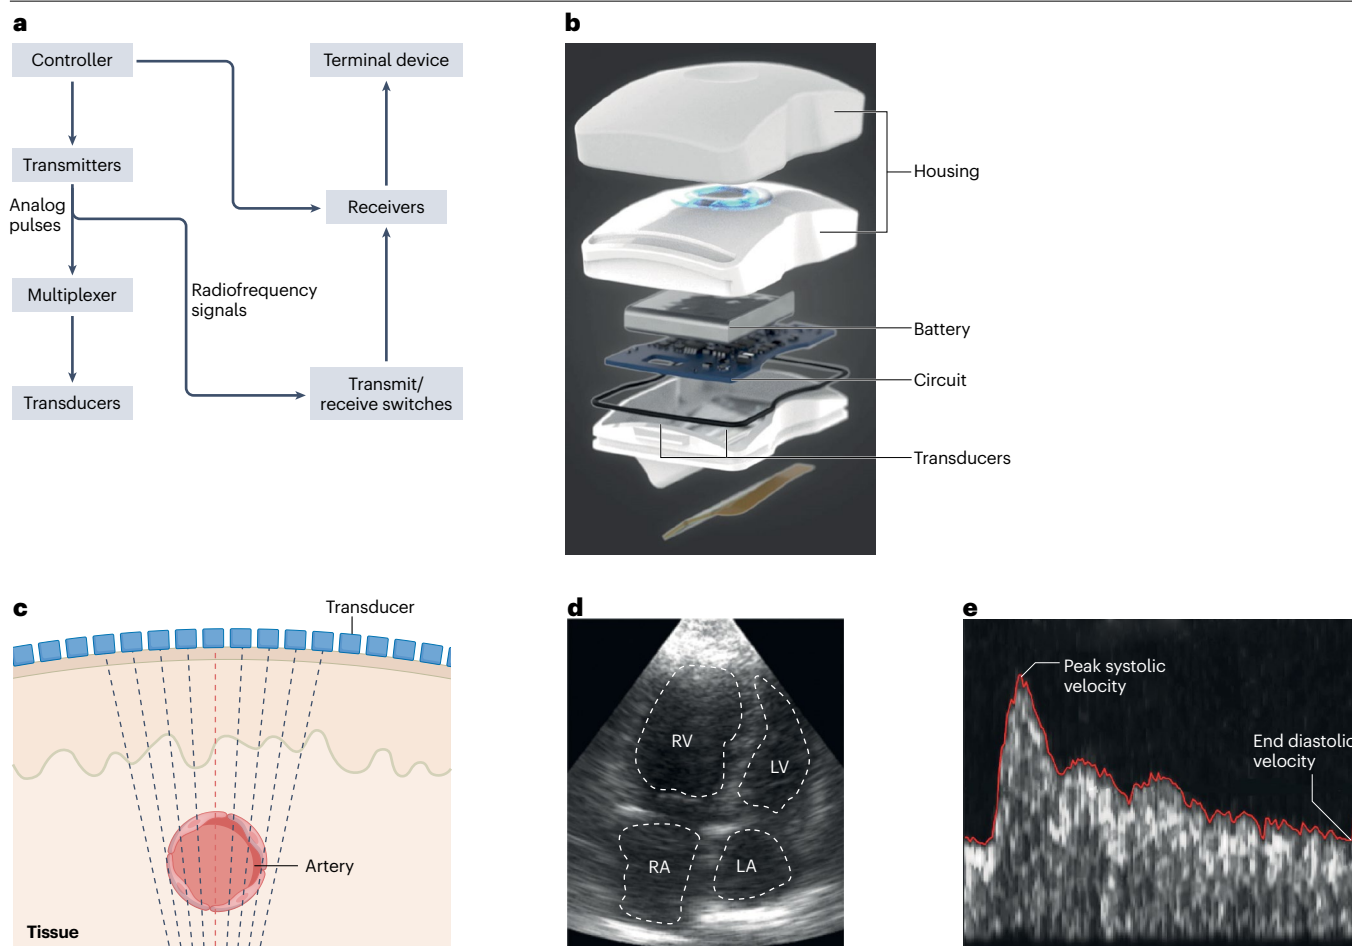 a
Controller
Terminal device
Transmitters
Analog
pulses
Receivers
Multiplexer
Radiofrequency
signals
Transducers
Transmit/
receive switches
b
Housing
Battery
Circuit
Transducers
c
Transducer
Artery
Tissue
d
RV
LV
RA
LA
e
Peak systolic
velocity
End diastolic
velocity